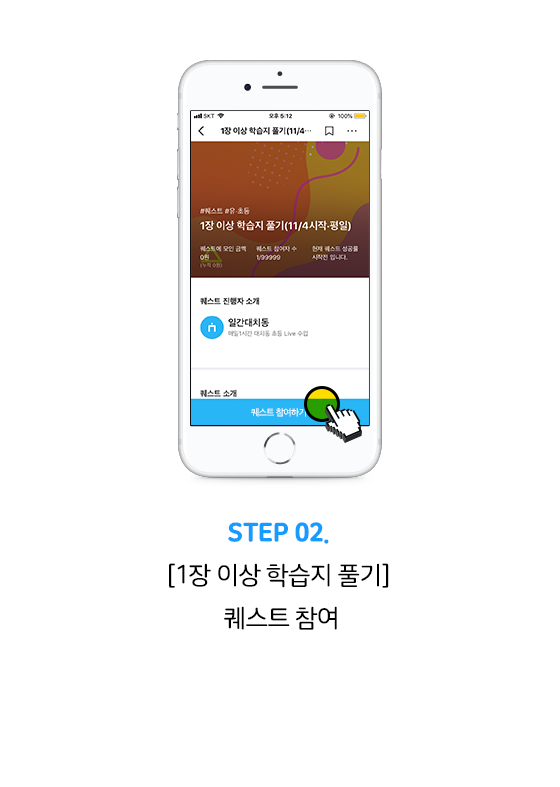 SKT 오후 5:12 100%
1장 이상 학습지 풀기(11/4···
#퀘스트 #유·초등
1장 이상 학습지 풀기(11/4시작·평일)
퀘스트에 모인 금액 퀘스트 참여자 수 현재 퀘스트 성공률
0원 1/99999 시작전 입니다.
(누적 0원)
퀘스트 진행자 소개
일간대치동
매일1시간 대치동 초등 Live 수업
퀘스트 소개
퀘스트 참여하기
STEP 02.
[1장 이상 학습지 풀기]
퀘스트 참여